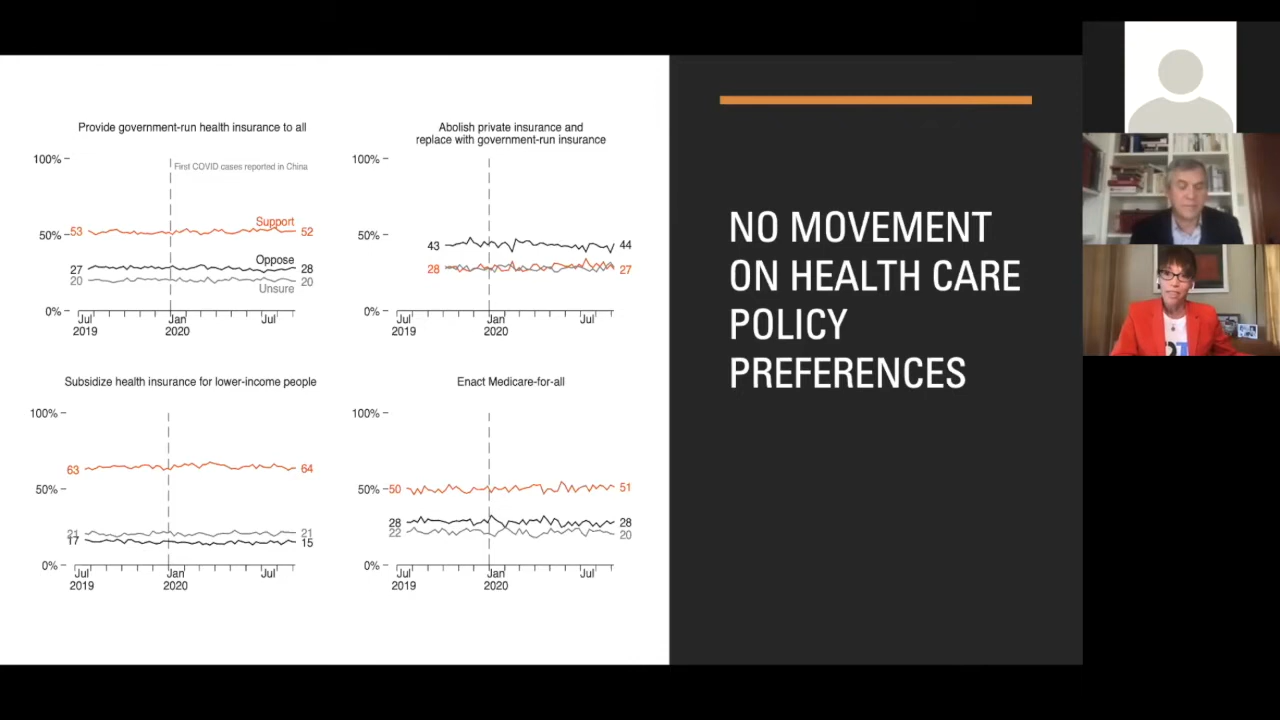 Provide government-run health insurance to all
100%
First COVID cases reported in China
Support
53
52
50%
Oppose
27
28
20
20
Unsure
0%
Jul
2019
Jan
2020
Jul
Abolish private insurance and
replace with government-run insurance
100%
50%
43
44
28
27
0%
Jul
2019
Jan
2020
Jul
Subsidize health insurance for lower-income people
100%
63
64
50%
21
21
17
15
0%
Jul
2019
Jan
2020
Jul
Enact Medicare-for-all
100%
50%
50
51
28
28
22
20
0%
Jul
2019
Jan
2020
Jul
NO MOVEMENT
ON HEALTH CARE
POLICY
PREFERENCES